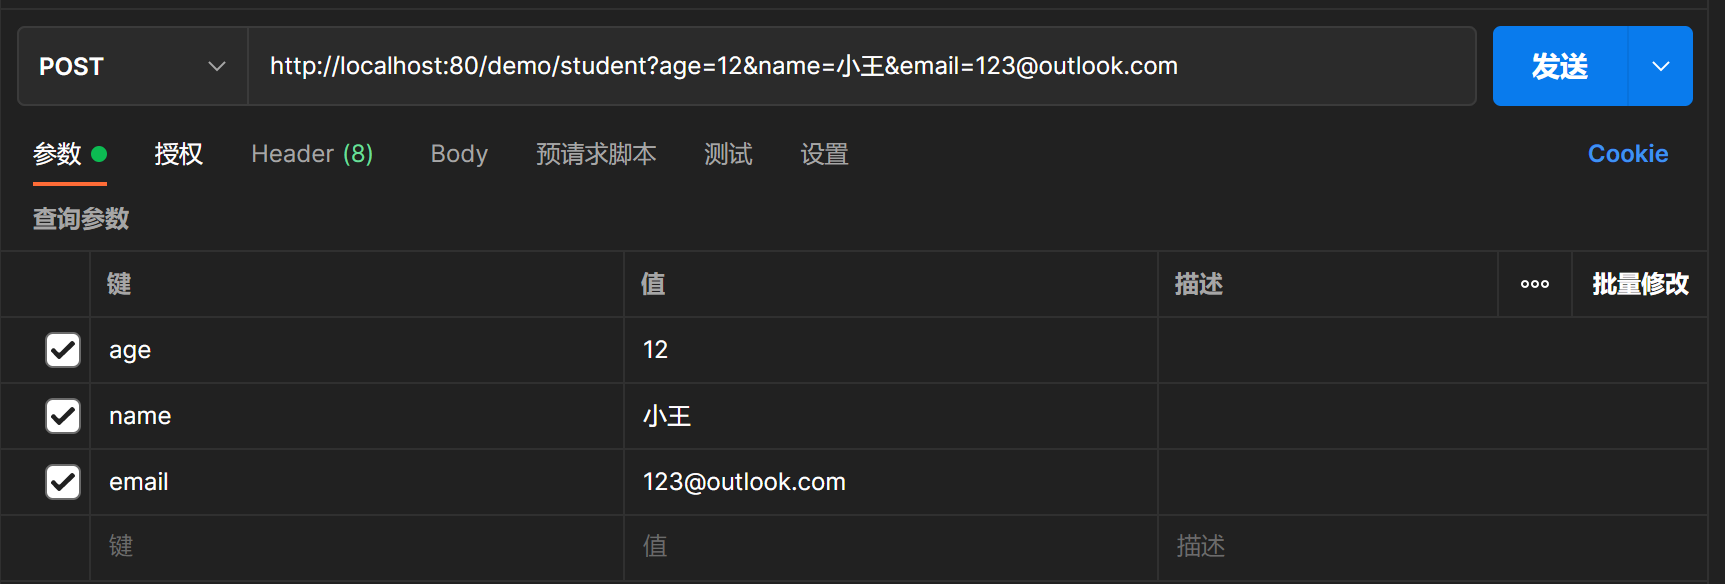 POST http://localhost:80/demo/student?age=12&name=小王&email=123@outlook.com 发送
参数 授权 Header (8) Body 预请求脚本 测试 设置 Cookie
查询参数
键 值 描述 批量修改
age 12
name 小王
email 123@outlook.com
键 值 描述